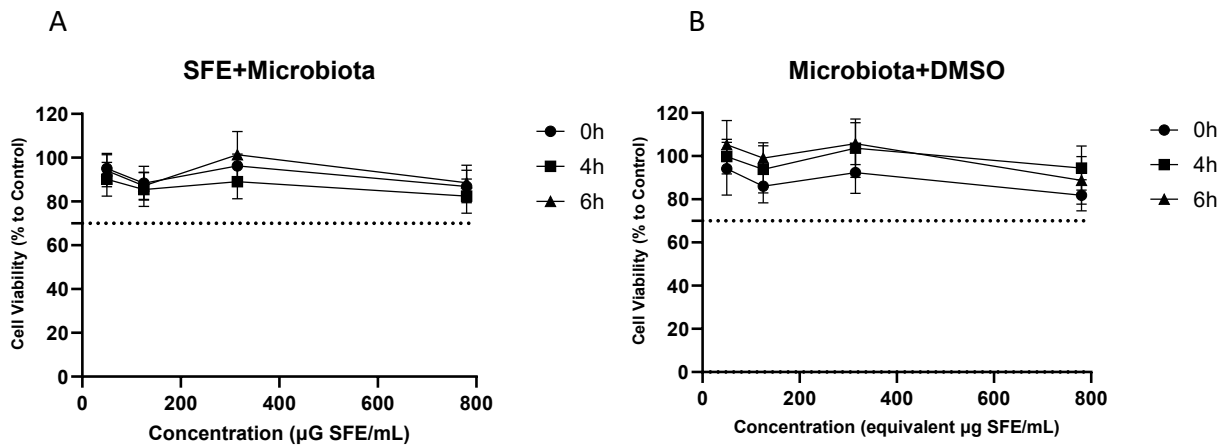 A
SFE+Microbiota
Cell Viability (% to Control)
120
100
80
60
40
20
0
0
200
400
600
800
Concentration (µG SFE/mL)
0h
4h
6h
B
Microbiota+DMSO
Cell Viability (% to Control)
120
100
80
60
40
20
0
0
200
400
600
800
Concentration (equivalent µg SFE/mL)
0h
4h
6h